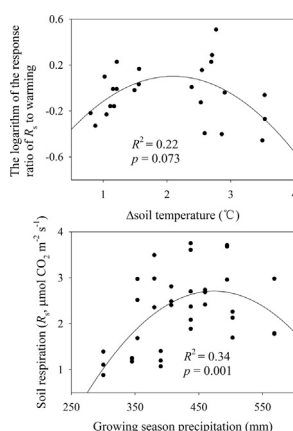 The logarithm of the response
ratio of Rs to warming
0.6
0.2
-0.2
-0.6
R² = 0.22
p = 0.073
0
1
2
3
4
Δsoil temperature (℃)
Soil respiration (Rs, μmol CO2 m-2 s-1)
4
3
2
1
R² = 0.34
p = 0.001
250
350
450
550
Growing season precipitation (mm)